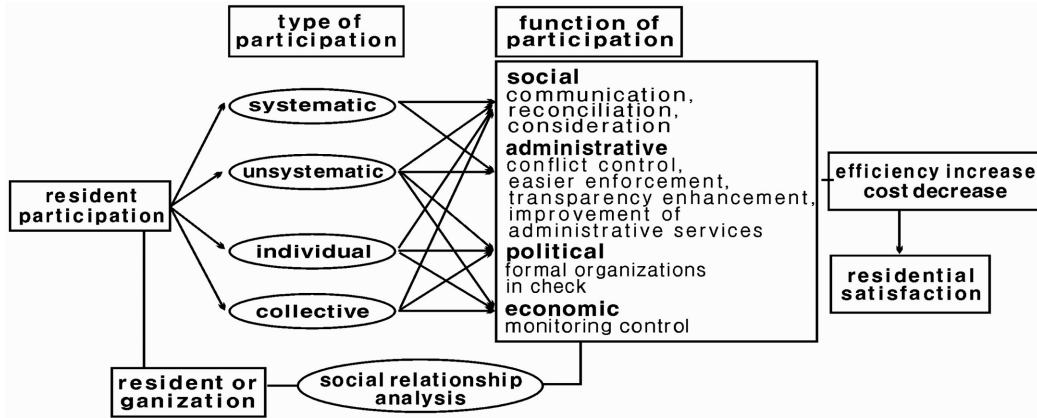 type of
participation
function of
participation
resident
participation
systematic
unsystematic
individual
collective
social
communication,
reconciliation,
consideration
administrative
conflict control,
easier enforcement,
transparency enhancement,
improvement of
administrative services
political
formal organizations
in check
economic
monitoring control
efficiency increase
cost decrease
residential
satisfaction
resident or
ganization
social relationship
analysis